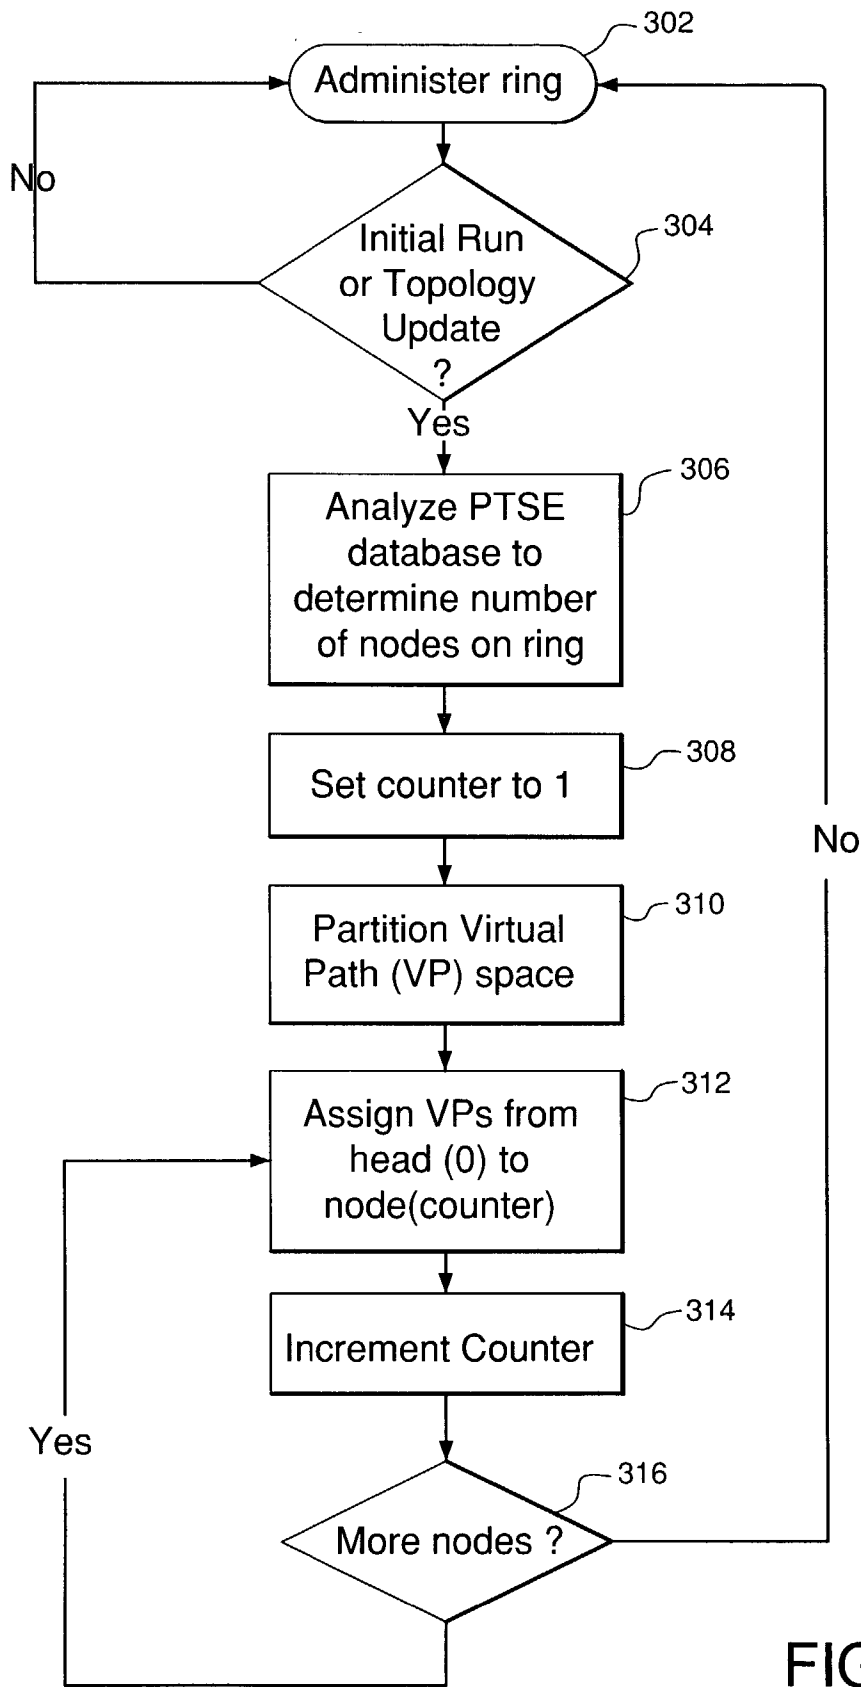 302
Administer ring
No
304
Initial Run
or Topology
Update
?
Yes
306
Analyze PTSE
database to
determine number
of nodes on ring
308
Set counter to 1
No
310
Partition Virtual
Path (VP) space
312
Assign VPs from
head (0) to
node(counter)
314
Increment Counter
Yes
316
More nodes ?
FIG